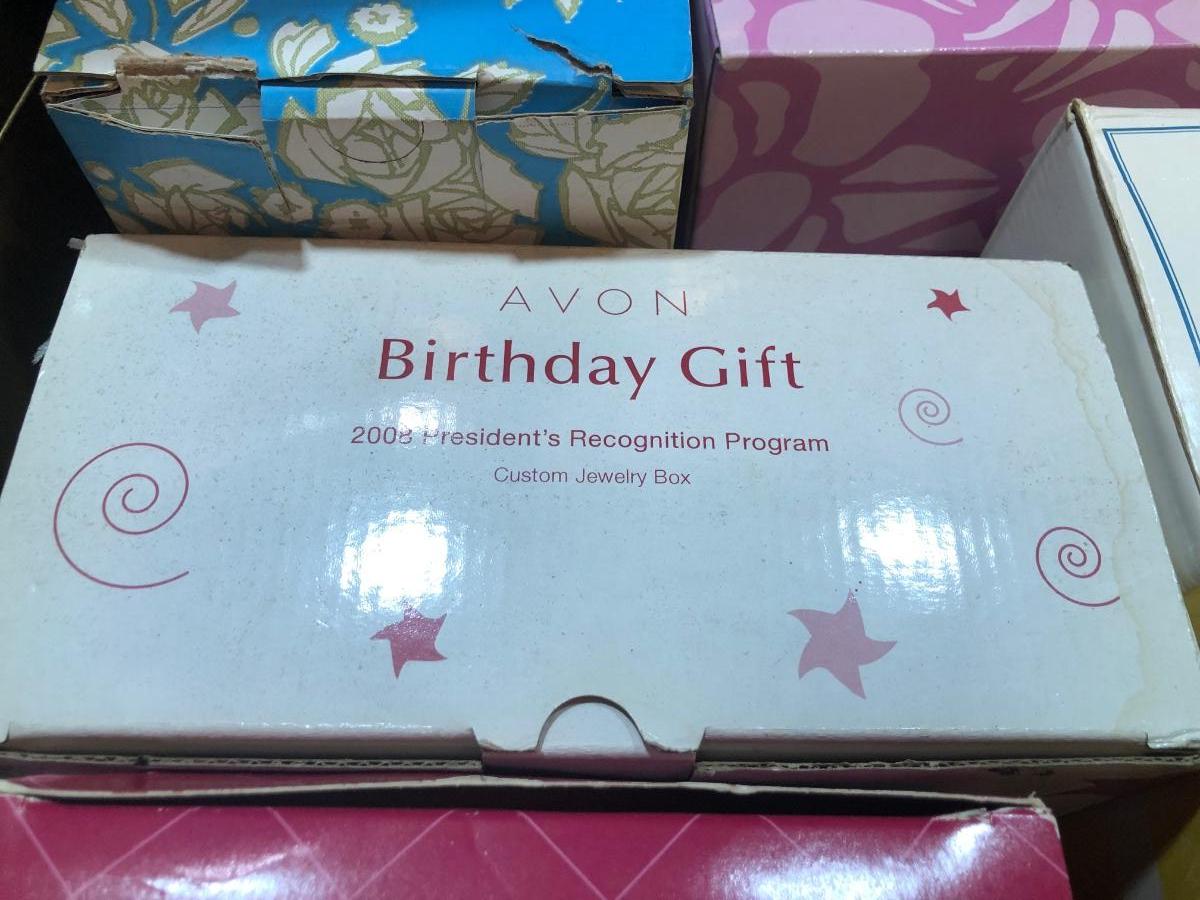 AVON
Birthday Gift
2008 President's Recognition Program
Custom Jewelry Box